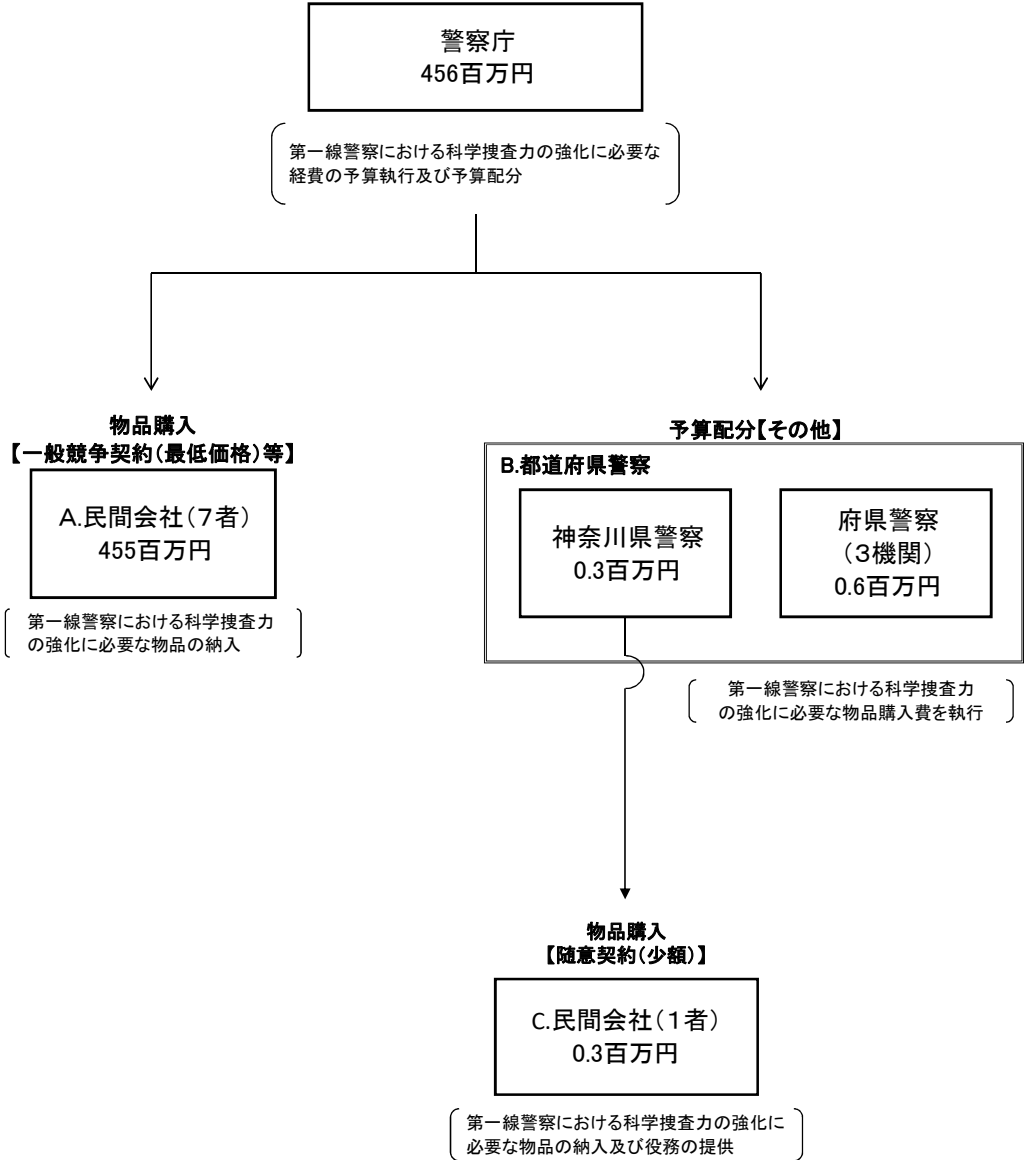 警察庁
456百万円
第一線警察における科学捜査力の強化に必要な
経費の予算執行及び予算配分
物品購入
【一般競争契約(最低価格)等】
A.民間会社(7者)
455百万円
第一線警察における科学捜査力
の強化に必要な物品の納入
予算配分【その他】
B.都道府県警察
神奈川県警察
0.3百万円
府県警察
(3機関)
0.6百万円
第一線警察における科学捜査力
の強化に必要な物品購入費を執行
物品購入
【随意契約(少額)】
C.民間会社(1者)
0.3百万円
第一線警察における科学捜査力の強化に
必要な物品の納入及び役務の提供